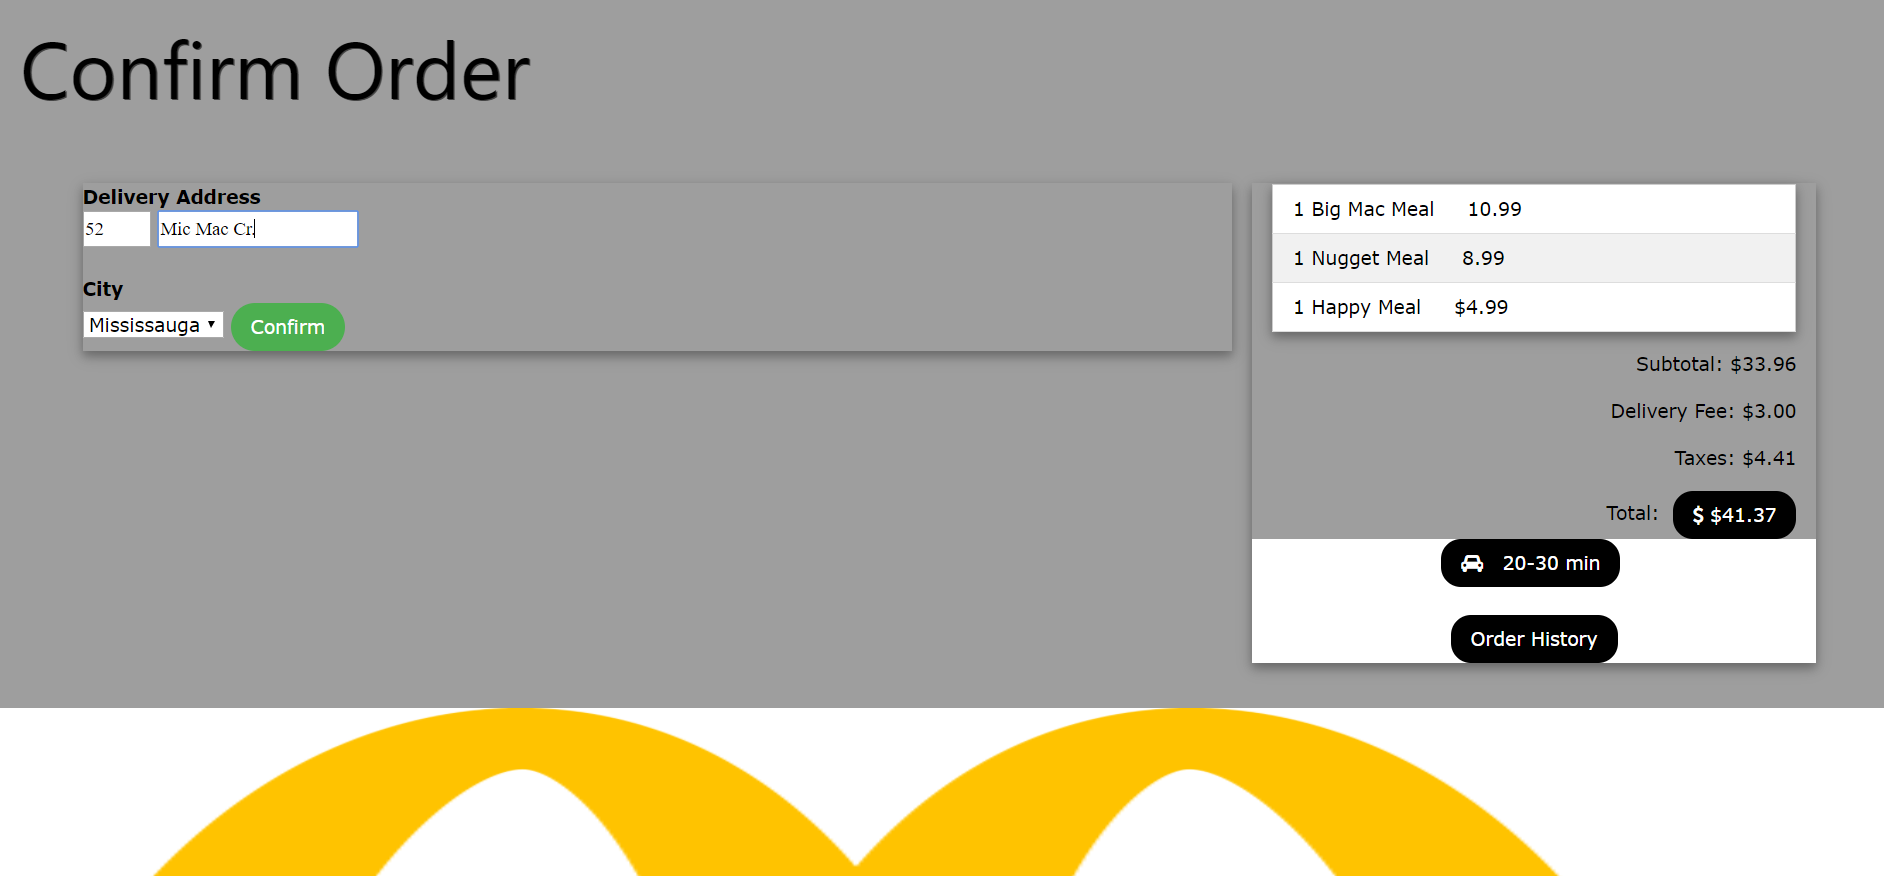 Confirm Order
Delivery Address
52 Mic Mac Cr.
City
Mississauga Confirm
1 Big Mac Meal 10.99
1 Nugget Meal 8.99
1 Happy Meal $4.99
Subtotal: $33.96
Delivery Fee: $3.00
Taxes: $4.41
Total: $ $41.37
20-30 min
Order History